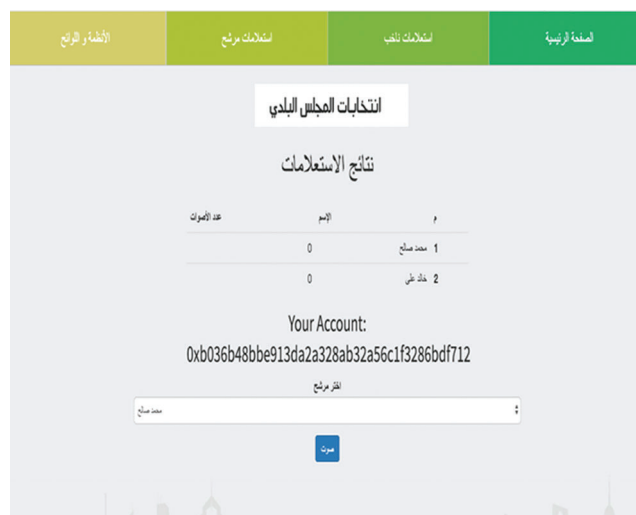 الصفحة الرئيسية استعلامات ناخب استعلامات مرشح الأنظمة و اللوائح
انتخابات المجلس البلدي
نتائج الاستعلامات
م الإسم عدد الأصوات
1 محمد صالح 0
2 خالد على 0
Your Account:
0xb036b48bbe913da2a328ab32a56c1f3286bdf712
اختر مرشح
محمد صالح
صوت